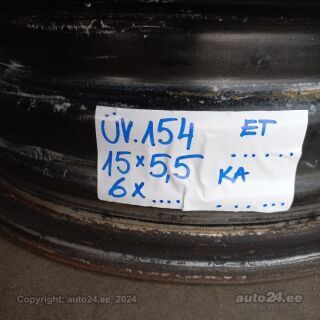 ÜV.154 ET ......
15 x 5,5 KA ......
6 x ....
Copyright: auto24.ee, 2024
auto24.ee